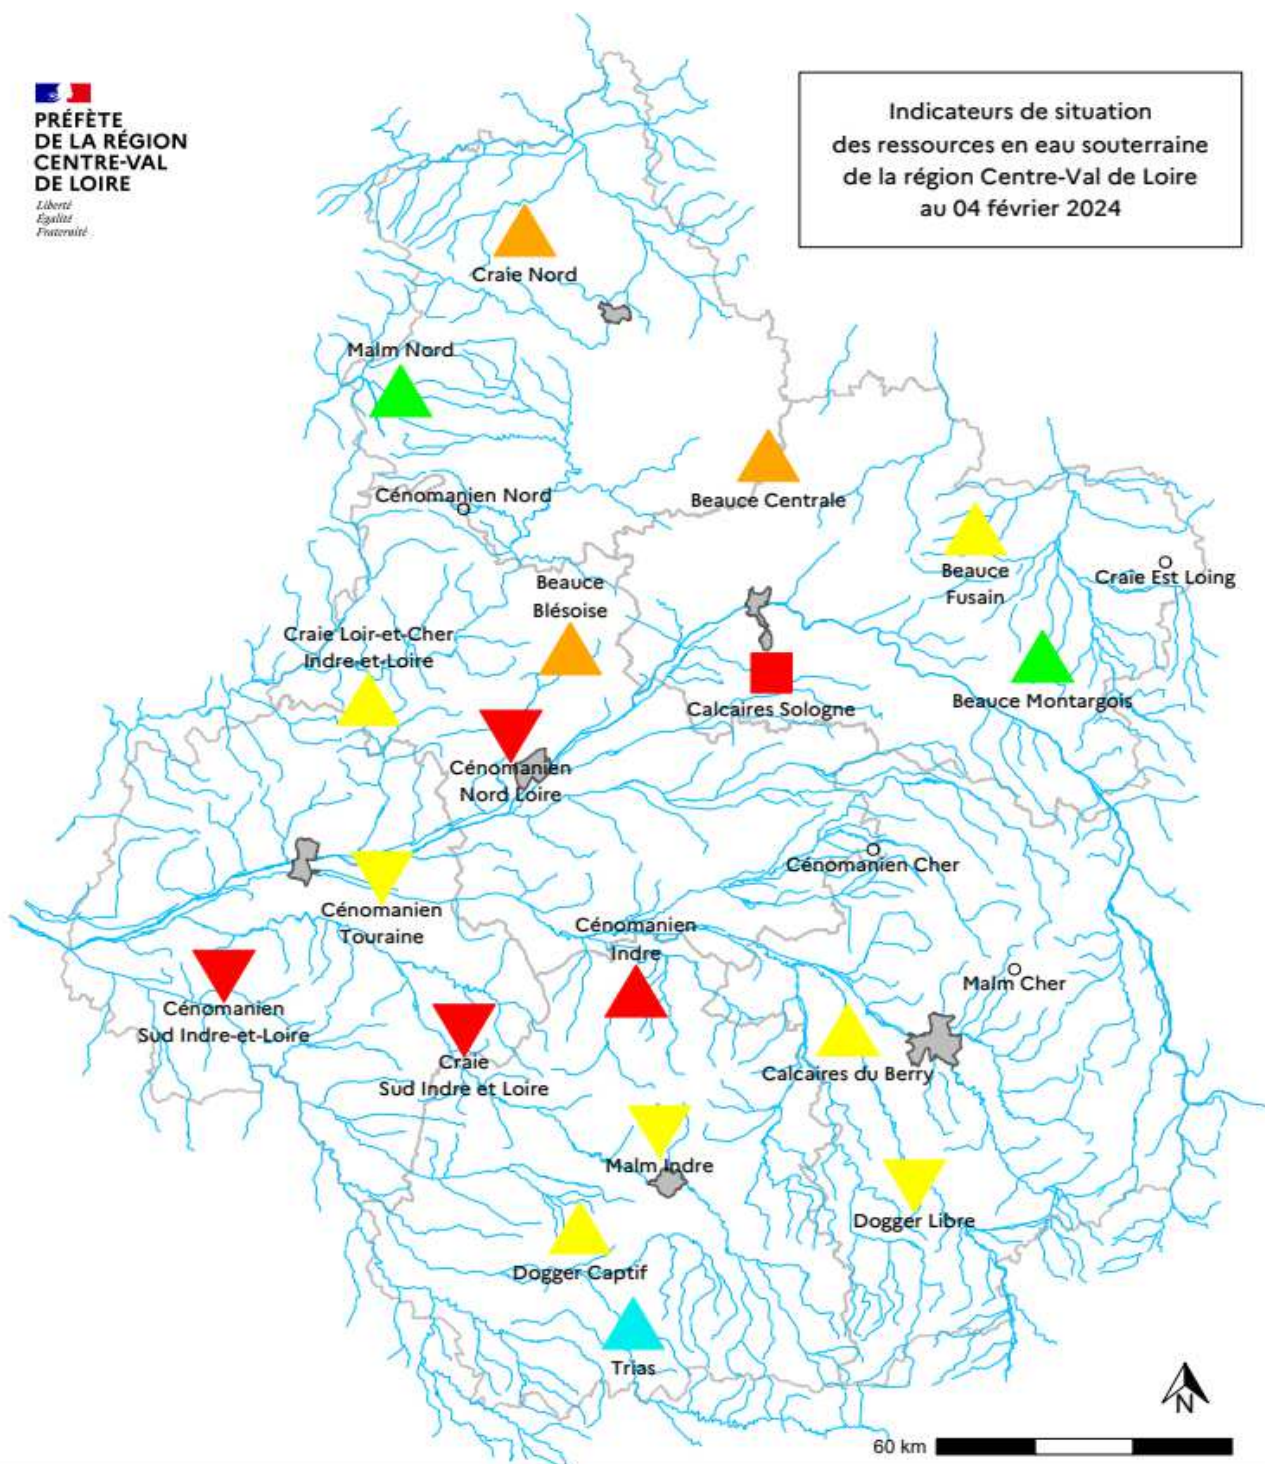 PRÉFÈTE
DE LA RÉGION
CENTRE-VAL
DE LOIRE
Liberté
Égalité
Fraternité
Indicateurs de situation
des ressources en eau souterraine
de la région Centre-Val de Loire
au 04 février 2024
Craie Nord
Malm Nord
Cénomanien Nord
Beauce Centrale
Beauce
Fusain
Craie Est Loing
Beauce
Blésoise
Craie Loir-et-Cher
Indre-et-Loire
Calcaires Sologne
Beauce Montargois
Cénomanien
Nord Loire
Cénomanien Cher
Cénomanien
Touraine
Cénomanien
Indre
Malm Cher
Cénomanien
Sud Indre-et-Loire
Craie
Sud Indre et Loire
Calcaires du Berry
Malm Indre
Dogger Libre
Dogger Captif
Trias
N
60 km